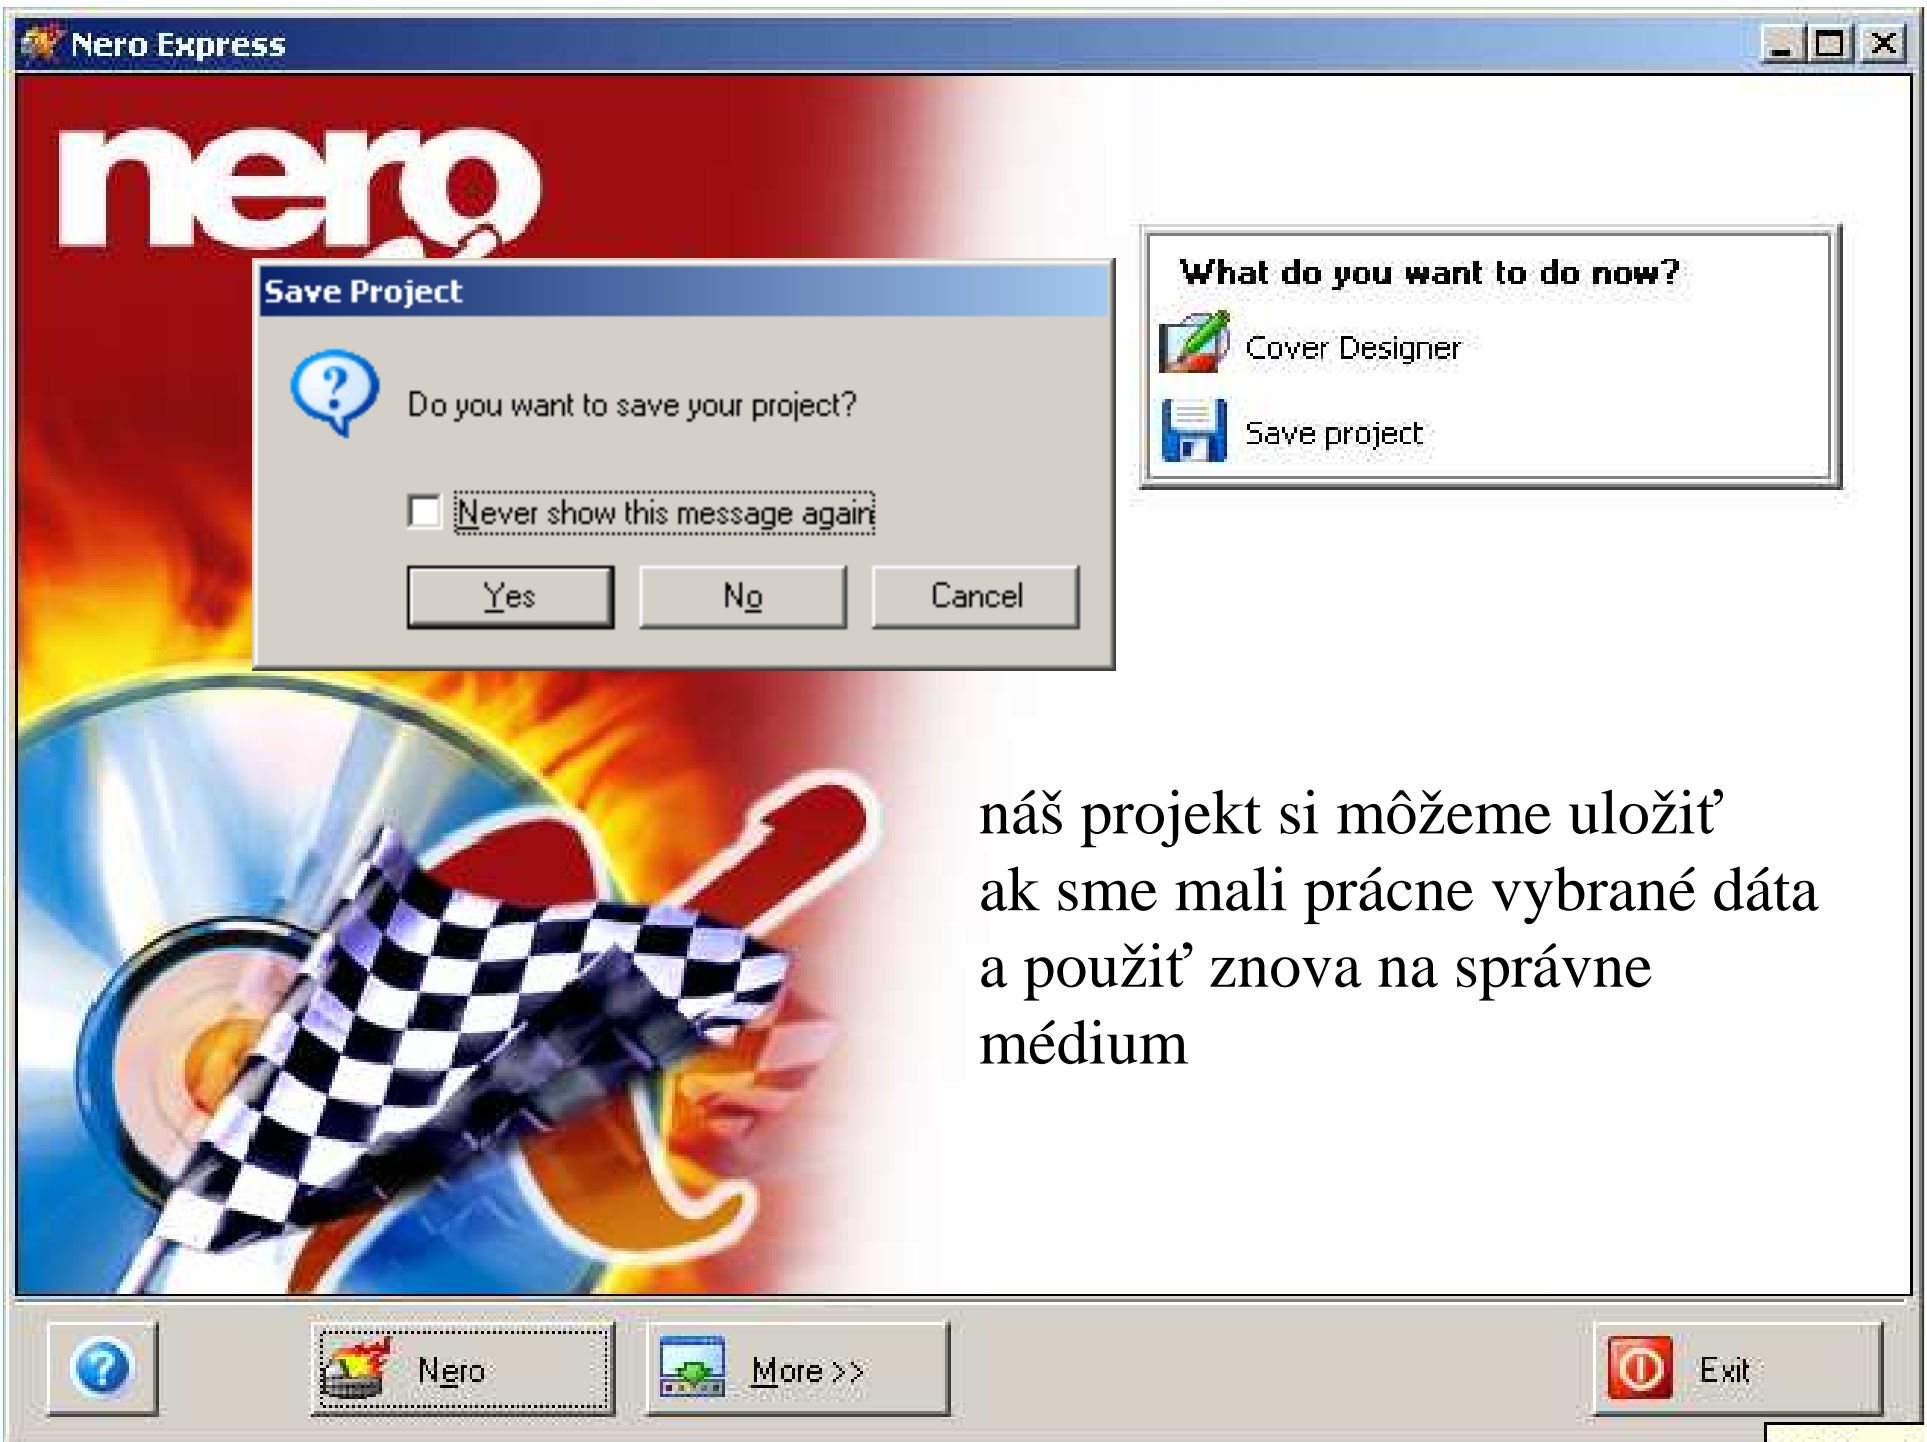 Nero Express
nero
Save Project
Do you want to save your project?
Never show this message again
Yes
No
Cancel
What do you want to do now?
Cover Designer
Save project
náš projekt si môžeme uložiť
ak sme mali prácne vybrané dáta
a použiť znova na správne
médium
Nero
More >>
Exit